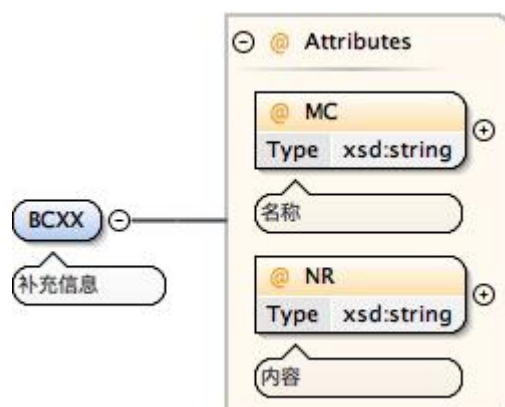 @ Attributes
@ MC
Type xsd:string
名称
BCXX
补充信息
@ NR
Type xsd:string
内容